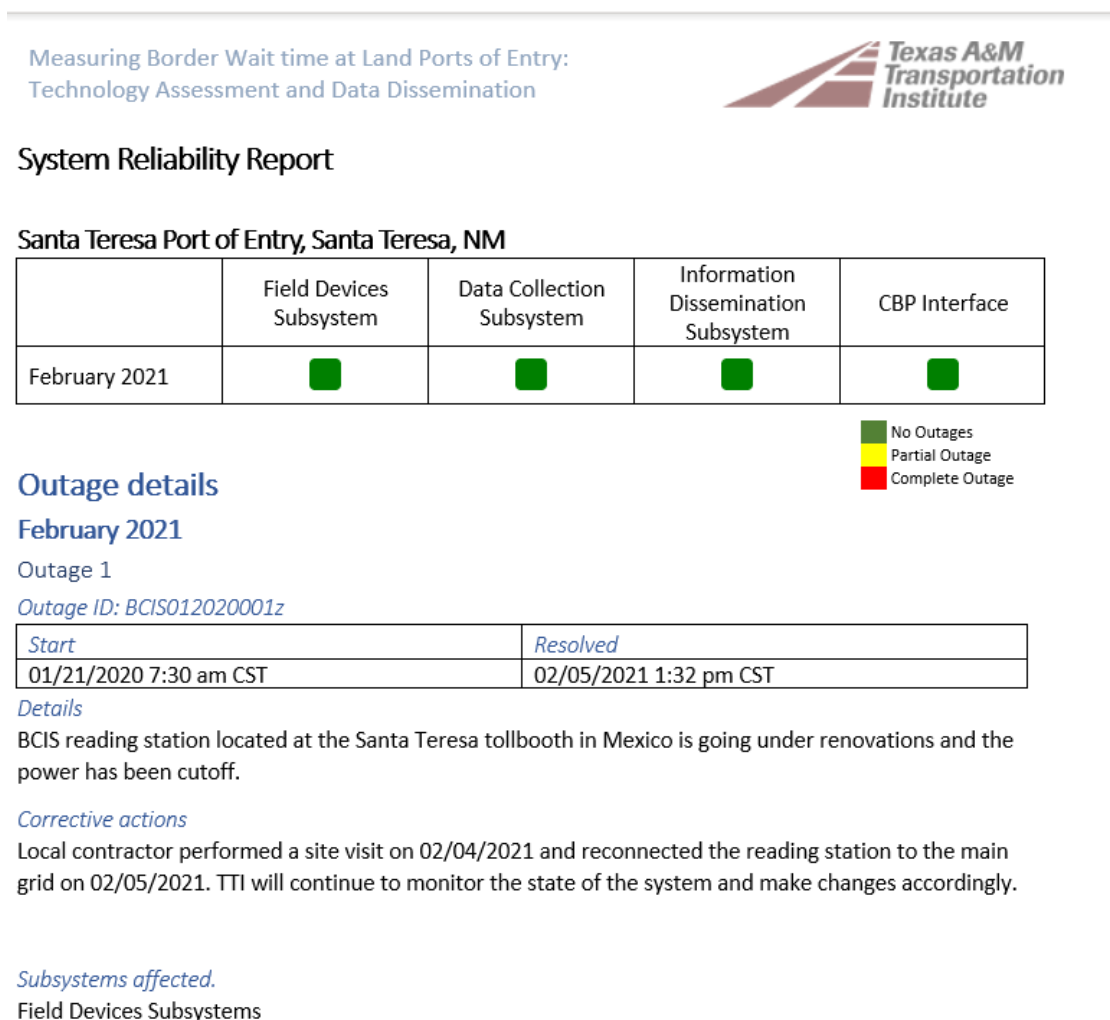 Measuring Border Wait time at Land Ports of Entry:
Technology Assessment and Data Dissemination
Texas A&M
Transportation
Institute
System Reliability Report
Santa Teresa Port of Entry, Santa Teresa, NM
Field Devices
Subsystem
Data Collection
Subsystem
Information
Dissemination
Subsystem
CBP Interface
February 2021
No Outages
Partial Outage
Complete Outage
Outage details
February 2021
Outage 1
Outage ID: BCIS012020001z
Start
Resolved
01/21/2020 7:30 am CST
02/05/2021 1:32 pm CST
Details
BCIS reading station located at the Santa Teresa tollbooth in Mexico is going under renovations and the
power has been cutoff.
Corrective actions
Local contractor performed a site visit on 02/04/2021 and reconnected the reading station to the main
grid on 02/05/2021. TTI will continue to monitor the state of the system and make changes accordingly.
Subsystems affected.
Field Devices Subsystems